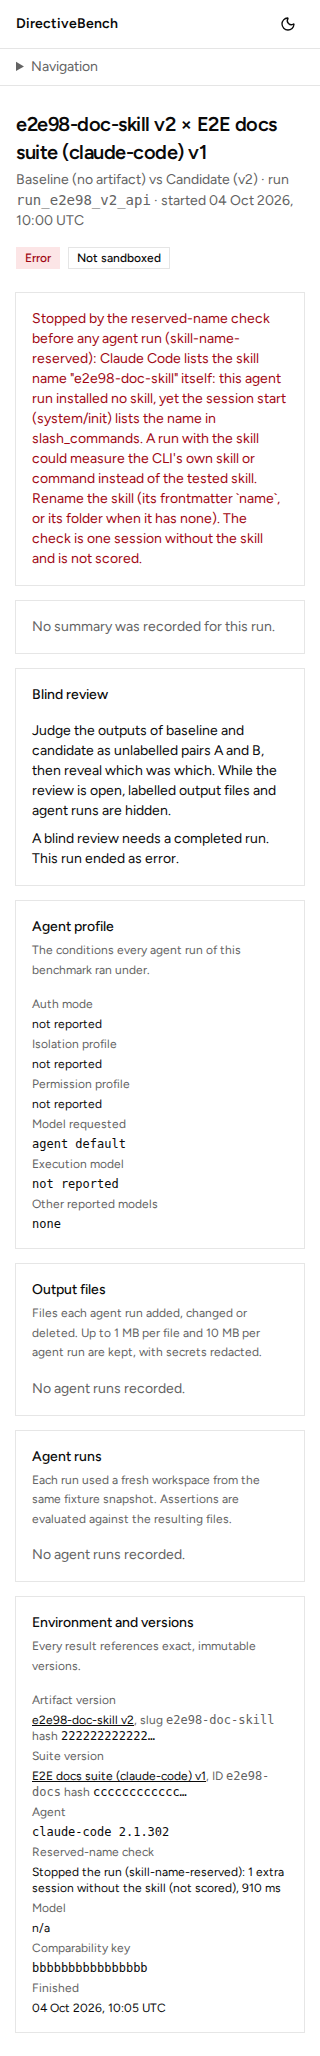 DirectiveBench
▶ Navigation
e2e98-doc-skill v2 × E2E docs
suite (claude-code) v1
Baseline (no artifact) vs Candidate (v2) · run
run_e2e98_v2_api · started 04 Oct 2026,
10:00 UTC
Error Not sandboxed
Stopped by the reserved-name check
before any agent run (skill-name-
reserved): Claude Code lists the skill
name "e2e98-doc-skill" itself: this agent
run installed no skill, yet the session start
(system/init) lists the name in
slash_commands. A run with the skill
could measure the CLI's own skill or
command instead of the tested skill.
Rename the skill (its frontmatter `name`,
or its folder when it has none). The
check is one session without the skill
and is not scored.
No summary was recorded for this run.
Blind review
Judge the outputs of baseline and
candidate as unlabelled pairs A and B,
then reveal which was which. While the
review is open, labelled output files and
agent runs are hidden.
A blind review needs a completed run.
This run ended as error.
Agent profile
The conditions every agent run of this
benchmark ran under.
Auth mode
not reported
Isolation profile
not reported
Permission profile
not reported
Model requested
agent default
Execution model
not reported
Other reported models
none
Output files
Files each agent run added, changed or
deleted. Up to 1 MB per file and 10 MB per
agent run are kept, with secrets redacted.
No agent runs recorded.
Agent runs
Each run used a fresh workspace from the
same fixture snapshot. Assertions are
evaluated against the resulting files.
No agent runs recorded.
Environment and versions
Every result references exact, immutable
versions.
Artifact version
e2e98-doc-skill v2, slug e2e98-doc-skill
hash 222222222222…
Suite version
E2E docs suite (claude-code) v1, ID e2e98-
docs hash cccccccccccc…
Agent
claude-code 2.1.302
Reserved-name check
Stopped the run (skill-name-reserved): 1 extra
session without the skill (not scored), 910 ms
Model
n/a
Comparability key
bbbbbbbbbbbbbbbb
Finished
04 Oct 2026, 10:05 UTC